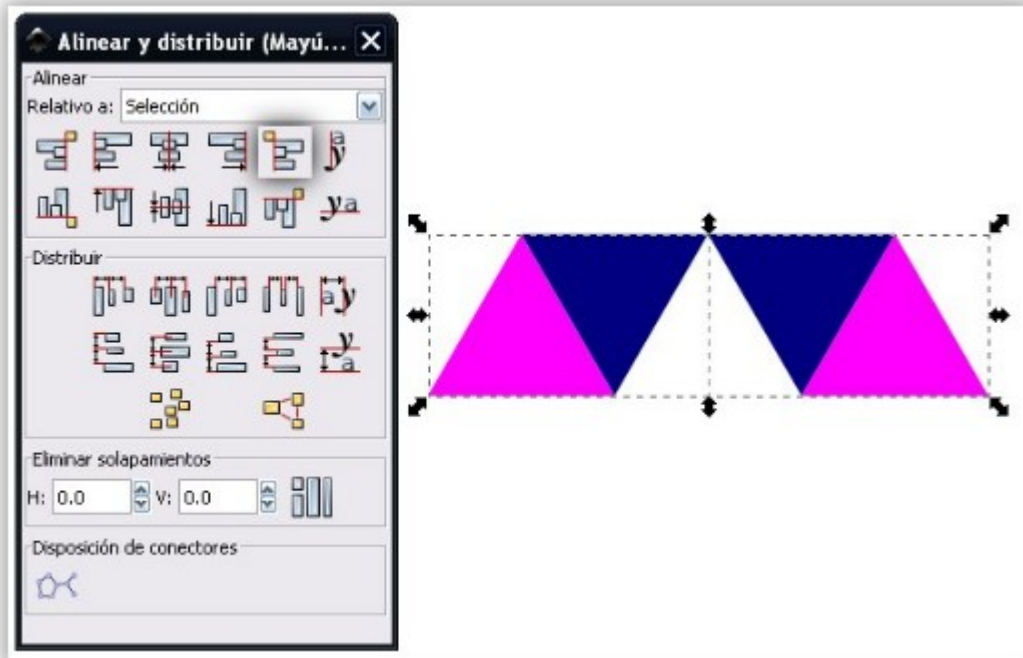 Alinear y distribuir (Mayú...
Alinear
Relativo a: Selección
Distribuir
Eliminar solapamientos
H: 0.0 V: 0.0
Disposición de conectores